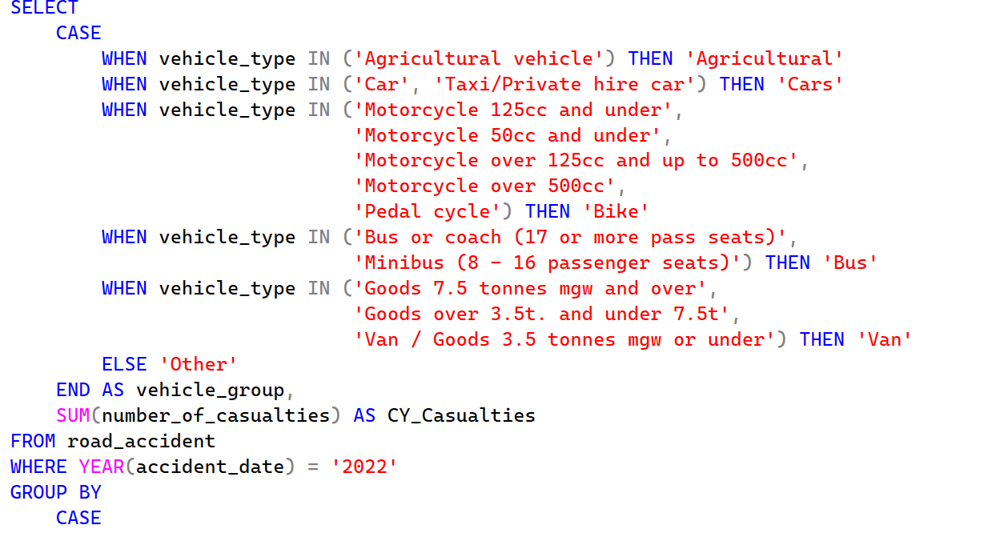 SELECT
    CASE
        WHEN vehicle_type IN ('Agricultural vehicle') THEN 'Agricultural'
        WHEN vehicle_type IN ('Car', 'Taxi/Private hire car') THEN 'Cars'
        WHEN vehicle_type IN ('Motorcycle 125cc and under',
                              'Motorcycle 50cc and under',
                              'Motorcycle over 125cc and up to 500cc',
                              'Motorcycle over 500cc',
                              'Pedal cycle') THEN 'Bike'
        WHEN vehicle_type IN ('Bus or coach (17 or more pass seats)',
                              'Minibus (8 - 16 passenger seats)') THEN 'Bus'
        WHEN vehicle_type IN ('Goods 7.5 tonnes mgw and over',
                              'Goods over 3.5t. and under 7.5t',
                              'Van / Goods 3.5 tonnes mgw or under') THEN 'Van'
        ELSE 'Other'
    END AS vehicle_group,
    SUM(number_of_casualties) AS CY_Casualties
FROM road_accident
WHERE YEAR(accident_date) = '2022'
GROUP BY
    CASE